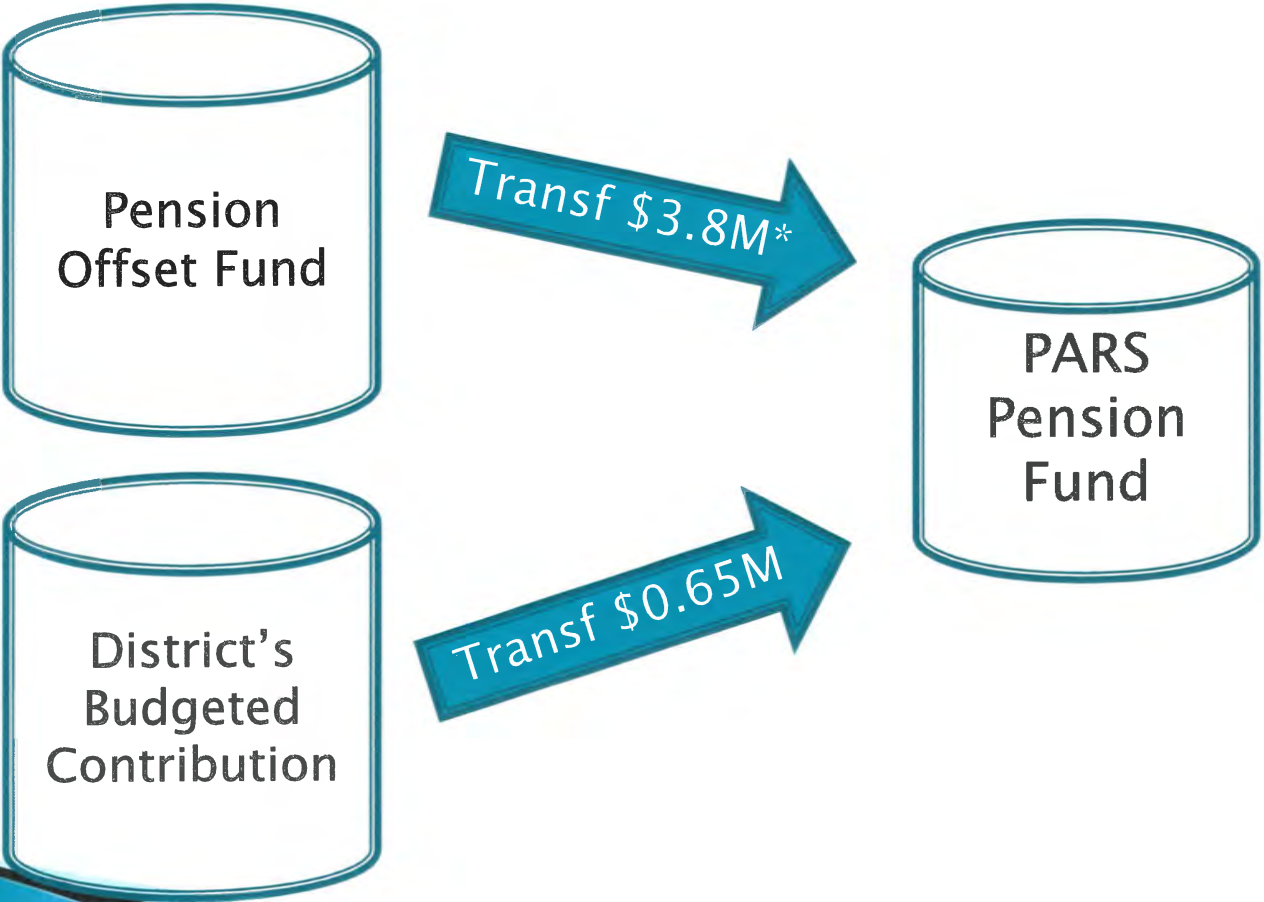 Pension
Offset Fund
Transf $3.8M*
PARS
Pension
Fund
District’s
Budgeted
Contribution
Transf $0.65M